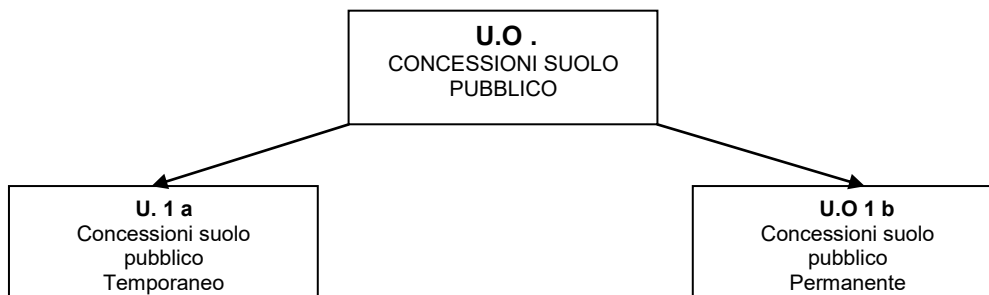 U.O .
CONCESSIONI SUOLO
PUBBLICO
U. 1 a
Concessioni suolo
pubblico
Temporaneo
U.O 1 b
Concessioni suolo
pubblico
Permanente